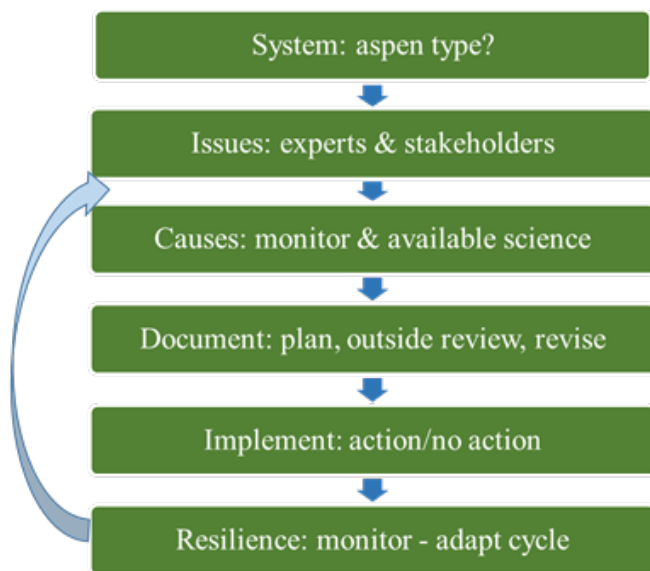 System: aspen type?
Issues: experts & stakeholders
Causes: monitor & available science
Document: plan, outside review, revise
Implement: action/no action
Resilience: monitor - adapt cycle